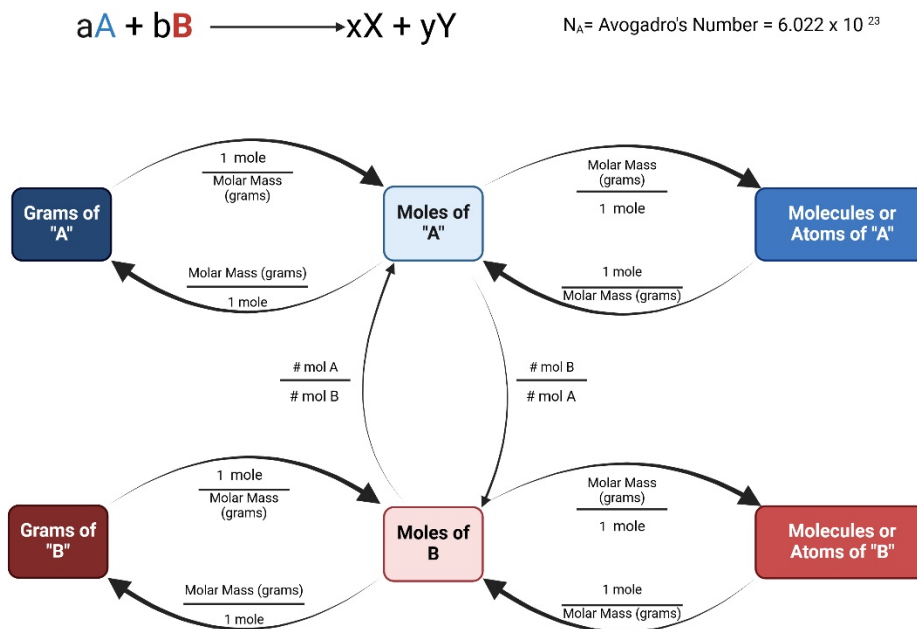 aA + bB xX + yY
N_A= Avogadro's Number = 6.022 x 10 ²³
1 mole
Molar Mass
(grams)
Molar Mass
(grams)
1 mole
Grams of
"A"
Moles of
"A"
Molecules or
Atoms of "A"
Molar Mass (grams)
1 mole
1 mole
Molar Mass (grams)
# mol A
# mol B
# mol B
# mol A
1 mole
Molar Mass
(grams)
Molar Mass
(grams)
1 mole
Grams of
"B"
Moles of
B
Molecules or
Atoms of "B"
Molar Mass (grams)
1 mole
1 mole
Molar Mass (grams)